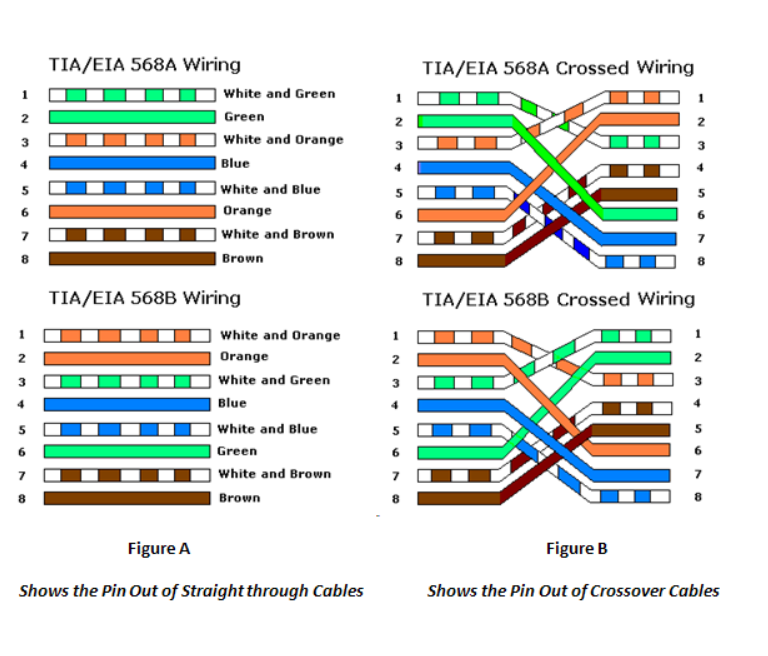 TIA/EIA 568A Wiring
1 White and Green
2 Green
3 White and Orange
4 Blue
5 White and Blue
6 Orange
7 White and Brown
8 Brown
TIA/EIA 568B Wiring
1 White and Orange
2 Orange
3 White and Green
4 Blue
5 White and Blue
6 Green
7 White and Brown
8 Brown
Figure A
Shows the Pin Out of Straight through Cables
TIA/EIA 568A Crossed Wiring
1 1
2 2
3 3
4 4
5 5
6 6
7 7
8 8
TIA/EIA 568B Crossed Wiring
1 1
2 2
3 3
4 4
5 5
6 6
7 7
8 8
Figure B
Shows the Pin Out of Crossover Cables